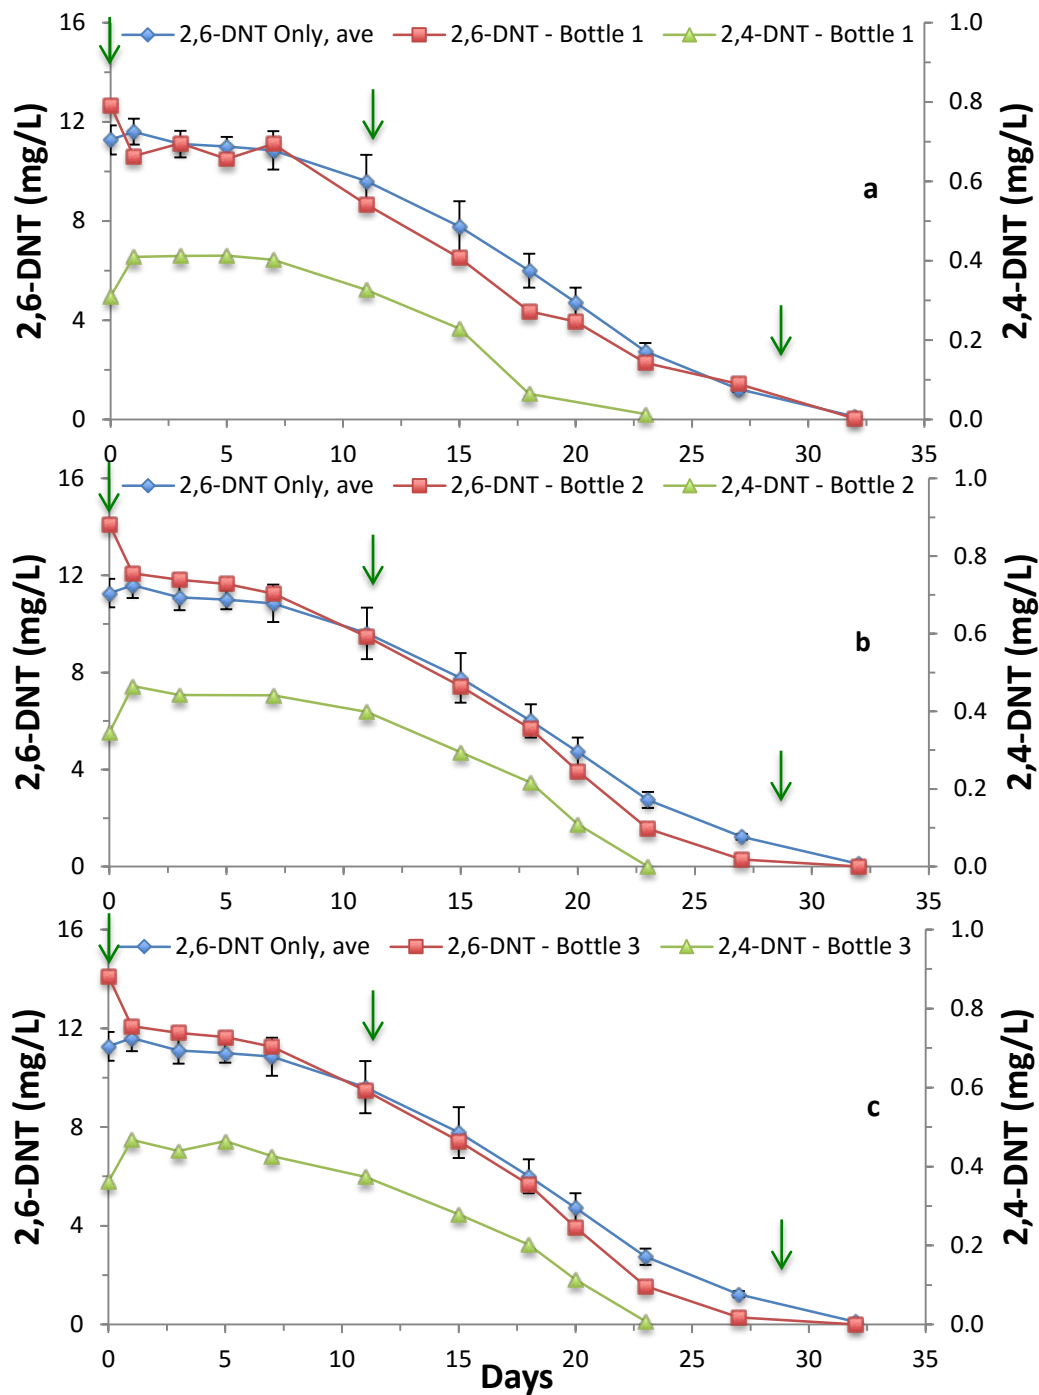 2,6-DNT Only, ave 2,6-DNT - Bottle 1 2,4-DNT - Bottle 1
16 1.0
12 0.8
8 0.6
4 0.4
0 0.2
0.0
2,6-DNT (mg/L)
2,4-DNT (mg/L)
a
0 5 10 15 20 25 30 35
2,6-DNT Only, ave 2,6-DNT - Bottle 2 2,4-DNT - Bottle 2
16 1.0
12 0.8
8 0.6
4 0.4
0 0.2
0.0
2,6-DNT (mg/L)
2,4-DNT (mg/L)
b
0 5 10 15 20 25 30 35
2,6-DNT Only, ave 2,6-DNT - Bottle 3 2,4-DNT - Bottle 3
16 1.0
12 0.8
8 0.6
4 0.4
0 0.2
0.0
2,6-DNT (mg/L)
2,4-DNT (mg/L)
c
0 5 10 15 20 25 30 35
Days